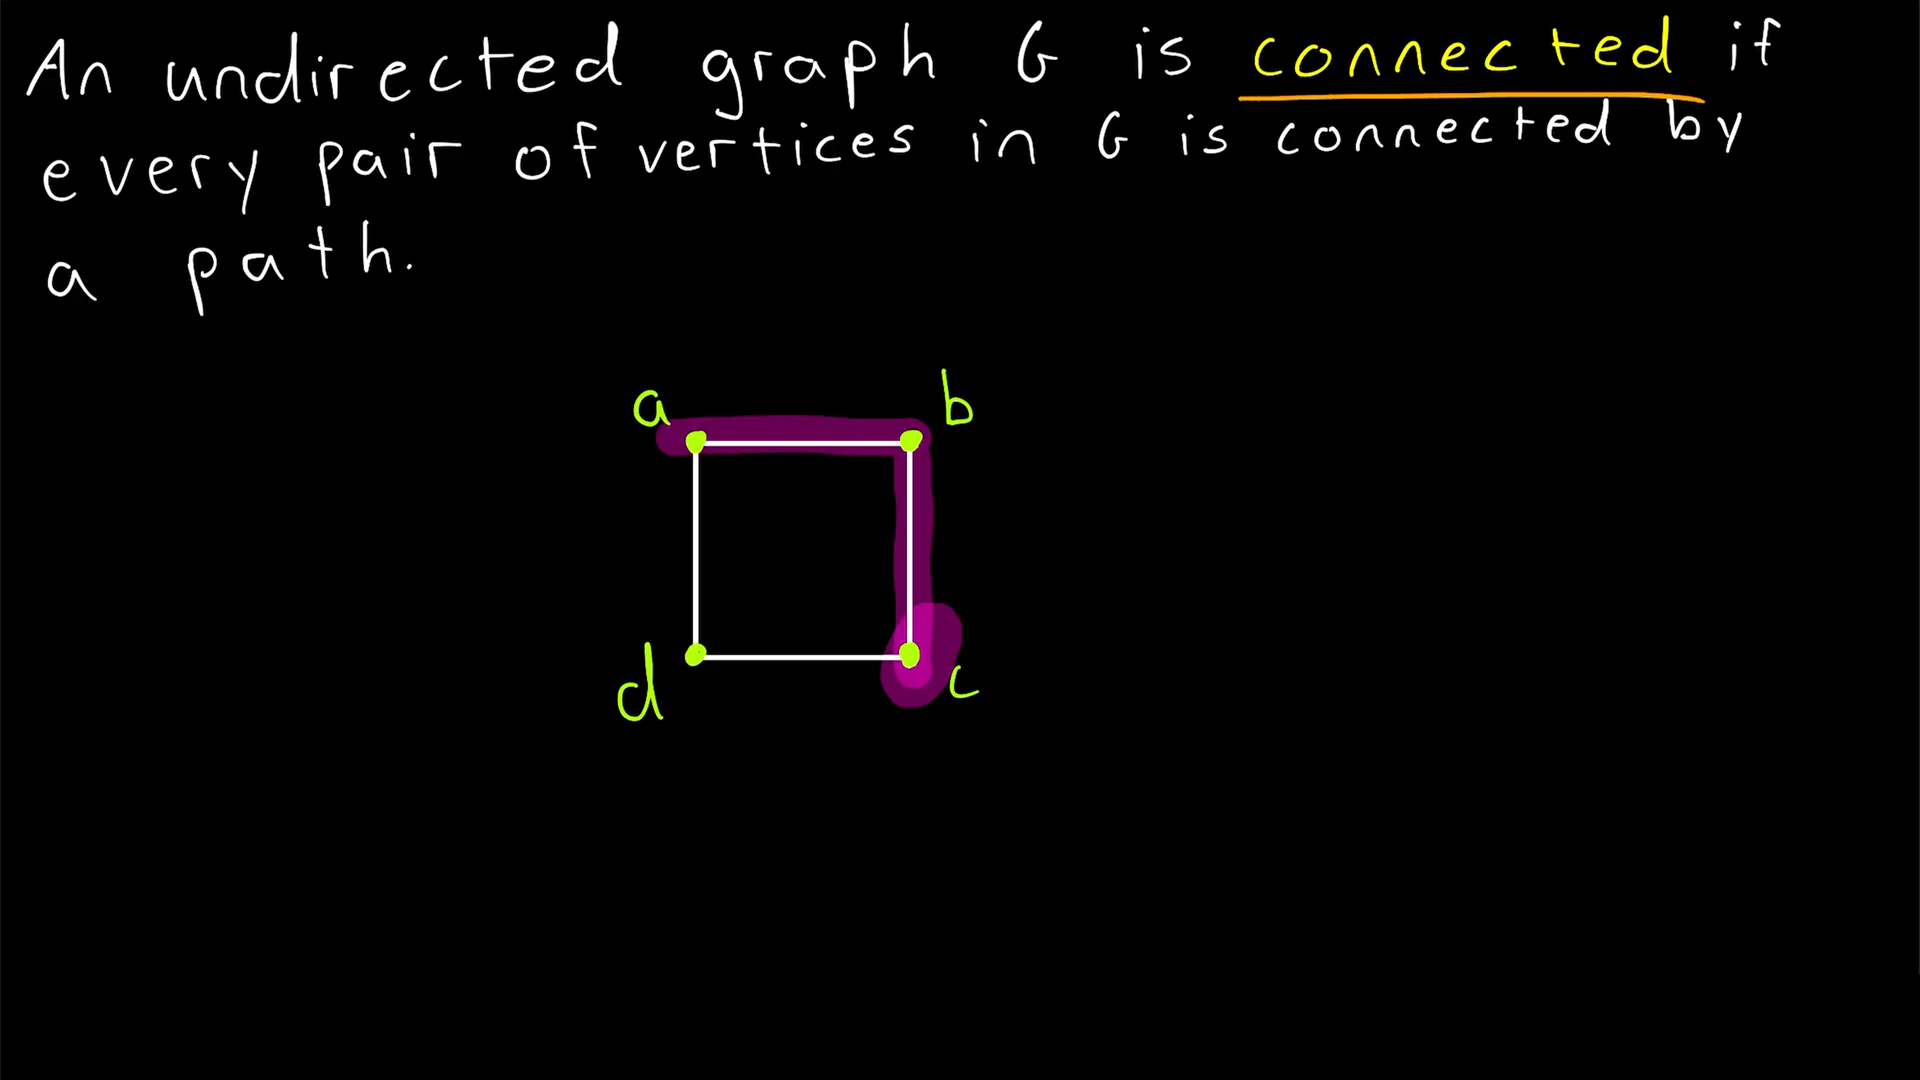 An undirected graph G is connected if
every pair of vertices in G is connected by
a path.
a b
d c